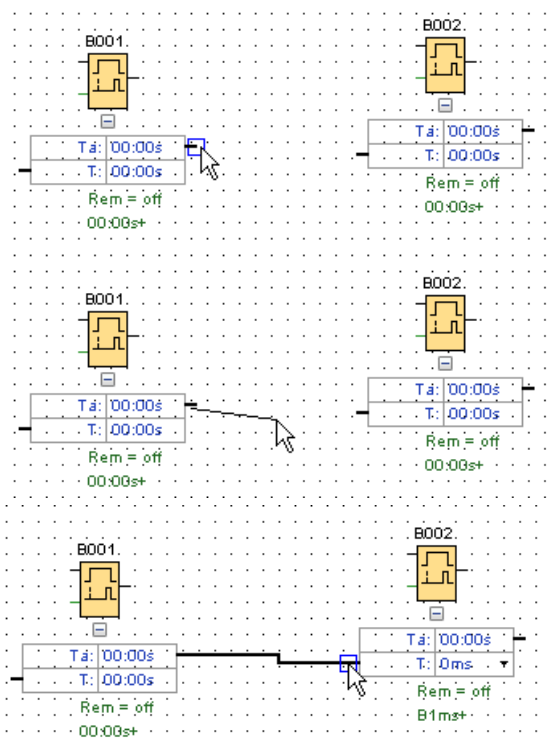 B001
Ta: 00:00s
T: 00:00s
Rem = off
00:00s+
B002
Ta: 00:00s
T: 00:00s
Rem = off
00:00s+
B001
Ta: 00:00s
T: 00:00s
Rem = off
00:00s+
B002
Ta: 00:00s
T: 00:00s
Rem = off
00:00s+
B001
Ta: 00:00s
T: 00:00s
Rem = off
00:00s+
B002
Ta: 00:00s
T: 0ms
Rem = off
B1ms+